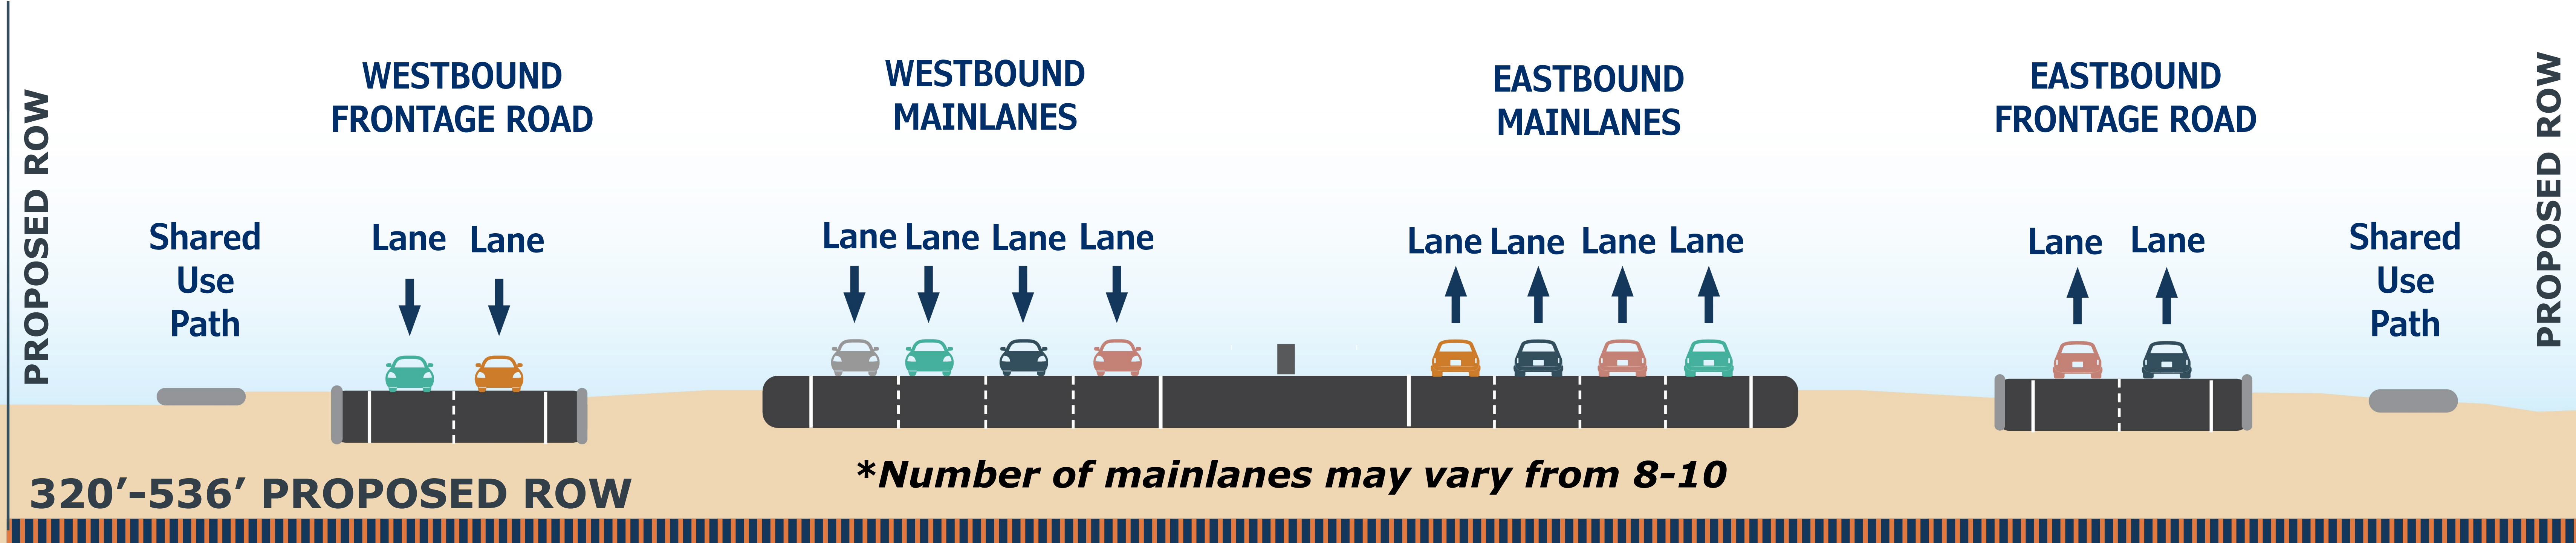 PROPOSED ROW
WESTBOUND
FRONTAGE ROAD
WESTBOUND
MAINLANES
EASTBOUND
MAINLANES
EASTBOUND
FRONTAGE ROAD
PROPOSED ROW
Shared
Use
Path
Lane Lane
Lane Lane Lane Lane
Lane Lane Lane Lane
Lane Lane
Shared
Use
Path
*Number of mainlanes may vary from 8-10
320’-536’ PROPOSED ROW